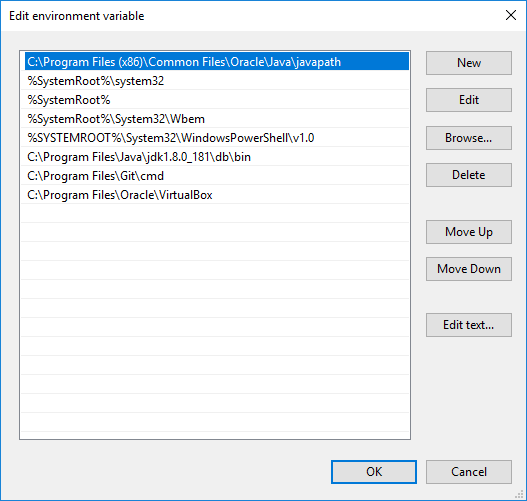 Edit environment variable
C:\Program Files (x86)\Common Files\Oracle\Java\javapath
%SystemRoot%\system32
%SystemRoot%
%SystemRoot%\System32\Wbem
%SYSTEMROOT%\System32\WindowsPowerShell\v1.0
C:\Program Files\Java\jdk1.8.0_181\db\bin
C:\Program Files\Git\cmd
C:\Program Files\Oracle\VirtualBox
New
Edit
Browse...
Delete
Move Up
Move Down
Edit text...
OK
Cancel